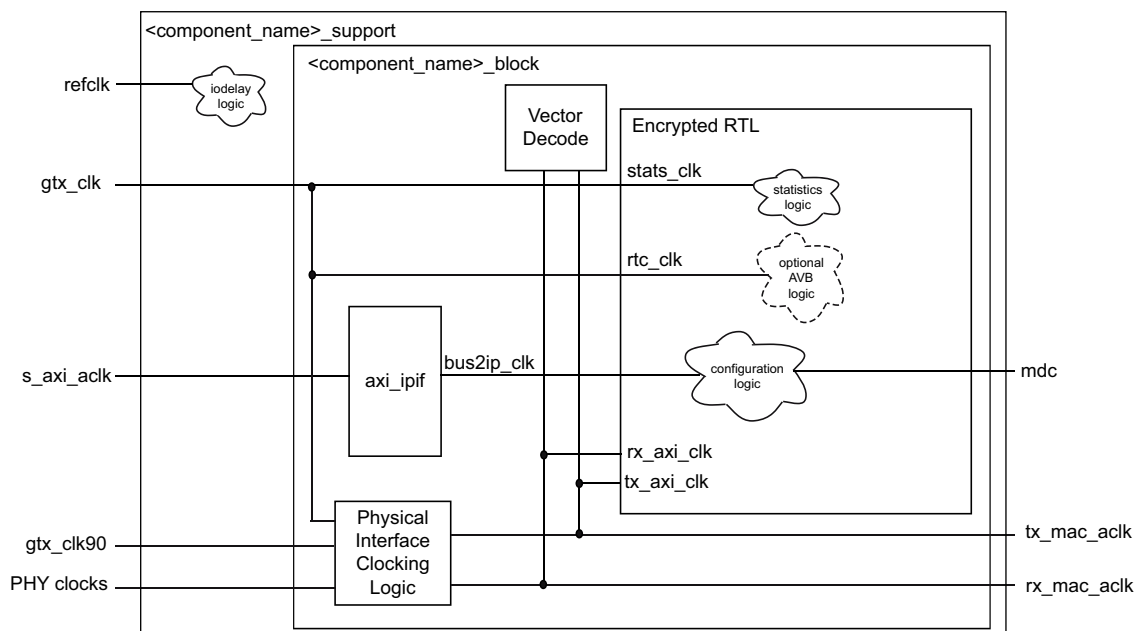 <component_name>_support
<component_name>_block
refclk
iodelay
logic
Vector
Decode
Encrypted RTL
gtx_clk
stats_clk
statistics
logic
rtc_clk
optional
AVB
logic
s_axi_aclk
axi_ipif
bus2ip_clk
configuration
logic
mdc
rx_axi_clk
tx_axi_clk
Physical
Interface
Clocking
Logic
gtx_clk90
PHY clocks
tx_mac_aclk
rx_mac_aclk